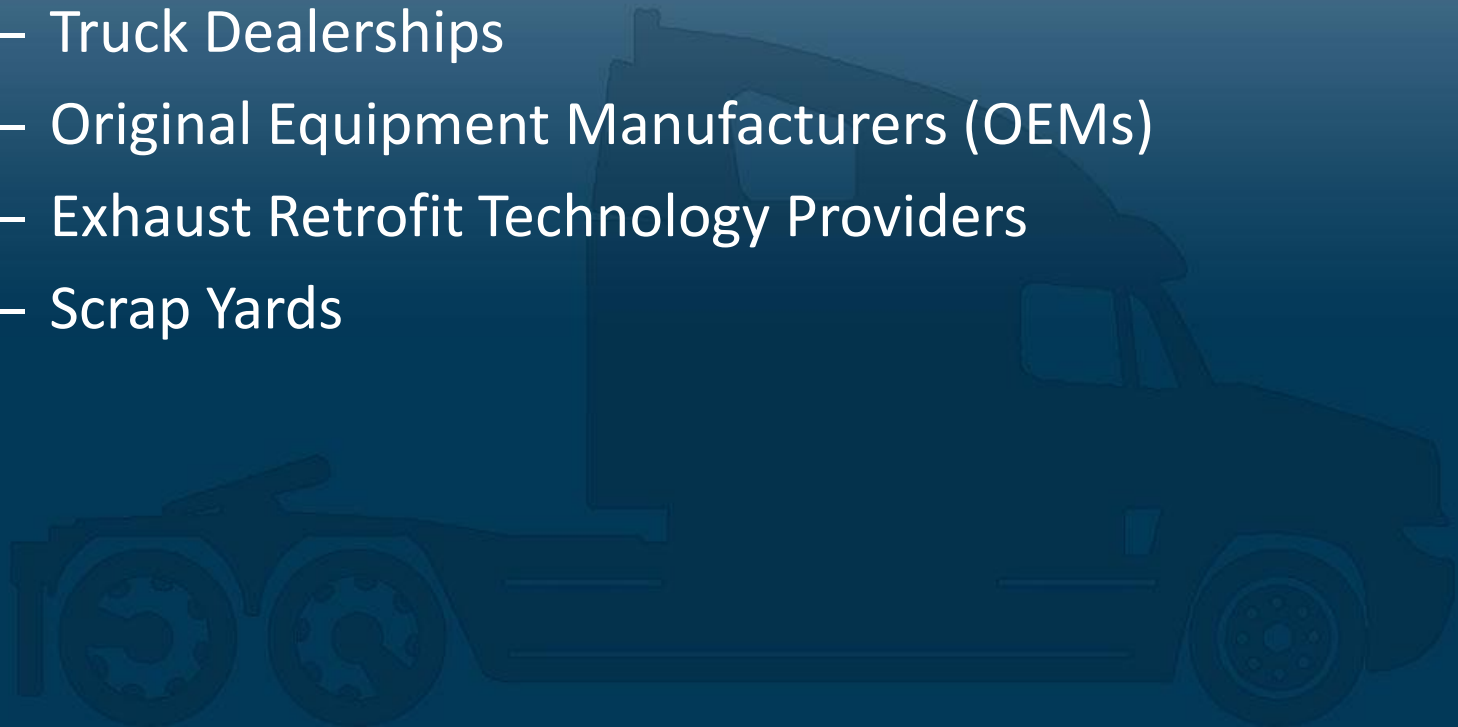 – Truck Dealerships
– Original Equipment Manufacturers (OEMs)
– Exhaust Retrofit Technology Providers
– Scrap Yards